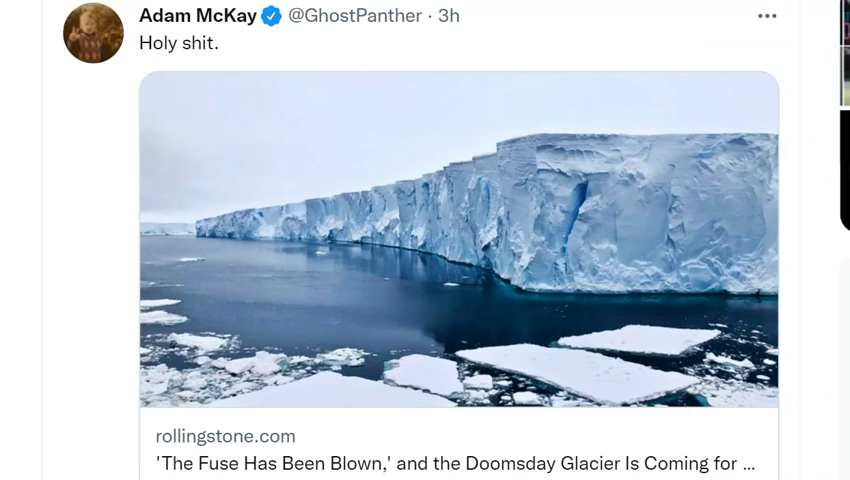 Adam McKay @GhostPanther · 3h
Holy shit.
rollingstone.com
'The Fuse Has Been Blown,' and the Doomsday Glacier Is Coming for ...